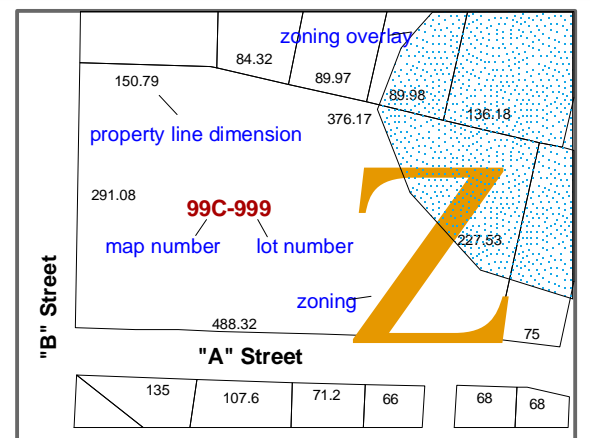 zoning overlay
84.32
150.79
89.97
89.98
376.17
136.18
property line dimension
291.08
99C-999
map number
lot number
227.53
zoning
Z
488.32
75
"B" Street
"A" Street
135
107.6
71.2
66
68
68